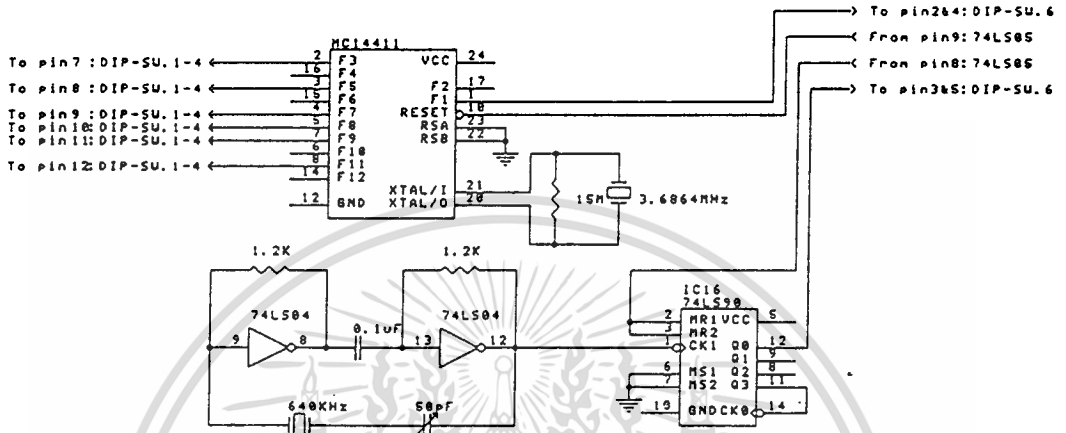 To pin2&4:DIP-SW.6
From pin9:74LS05
From pin8:74LS05
To pin3&5:DIP-SW.6
MC14411
To pin7 :DIP-SW.1-4
To pin8 :DIP-SW.1-4
To pin9 :DIP-SW.1-4
To pin10:DIP-SW.1-4
To pin11:DIP-SW.1-4
To pin12:DIP-SW.1-4
2 F3 VCC 24
16 F4
3 F5 F2 17
15 F6 F1 1
4 F7 RESET 10
5 F8 RSA 23
7 F9 RSB 22
6 F10
8 F11
14 F12
XTAL/I 21
12 GND XTAL/O 20
15M 3.6864MHz
1.2K 1.2K
74LS04 0.1uF 74LS04
9 8 13 12
640KHz 50pF
IC16
74LS90
2 MR1 VCC 5
3 MR2
1 CK1 Q0 12
Q1 9
6 MS1 Q2 8
7 MS2 Q3 11
10 GND CK0 14